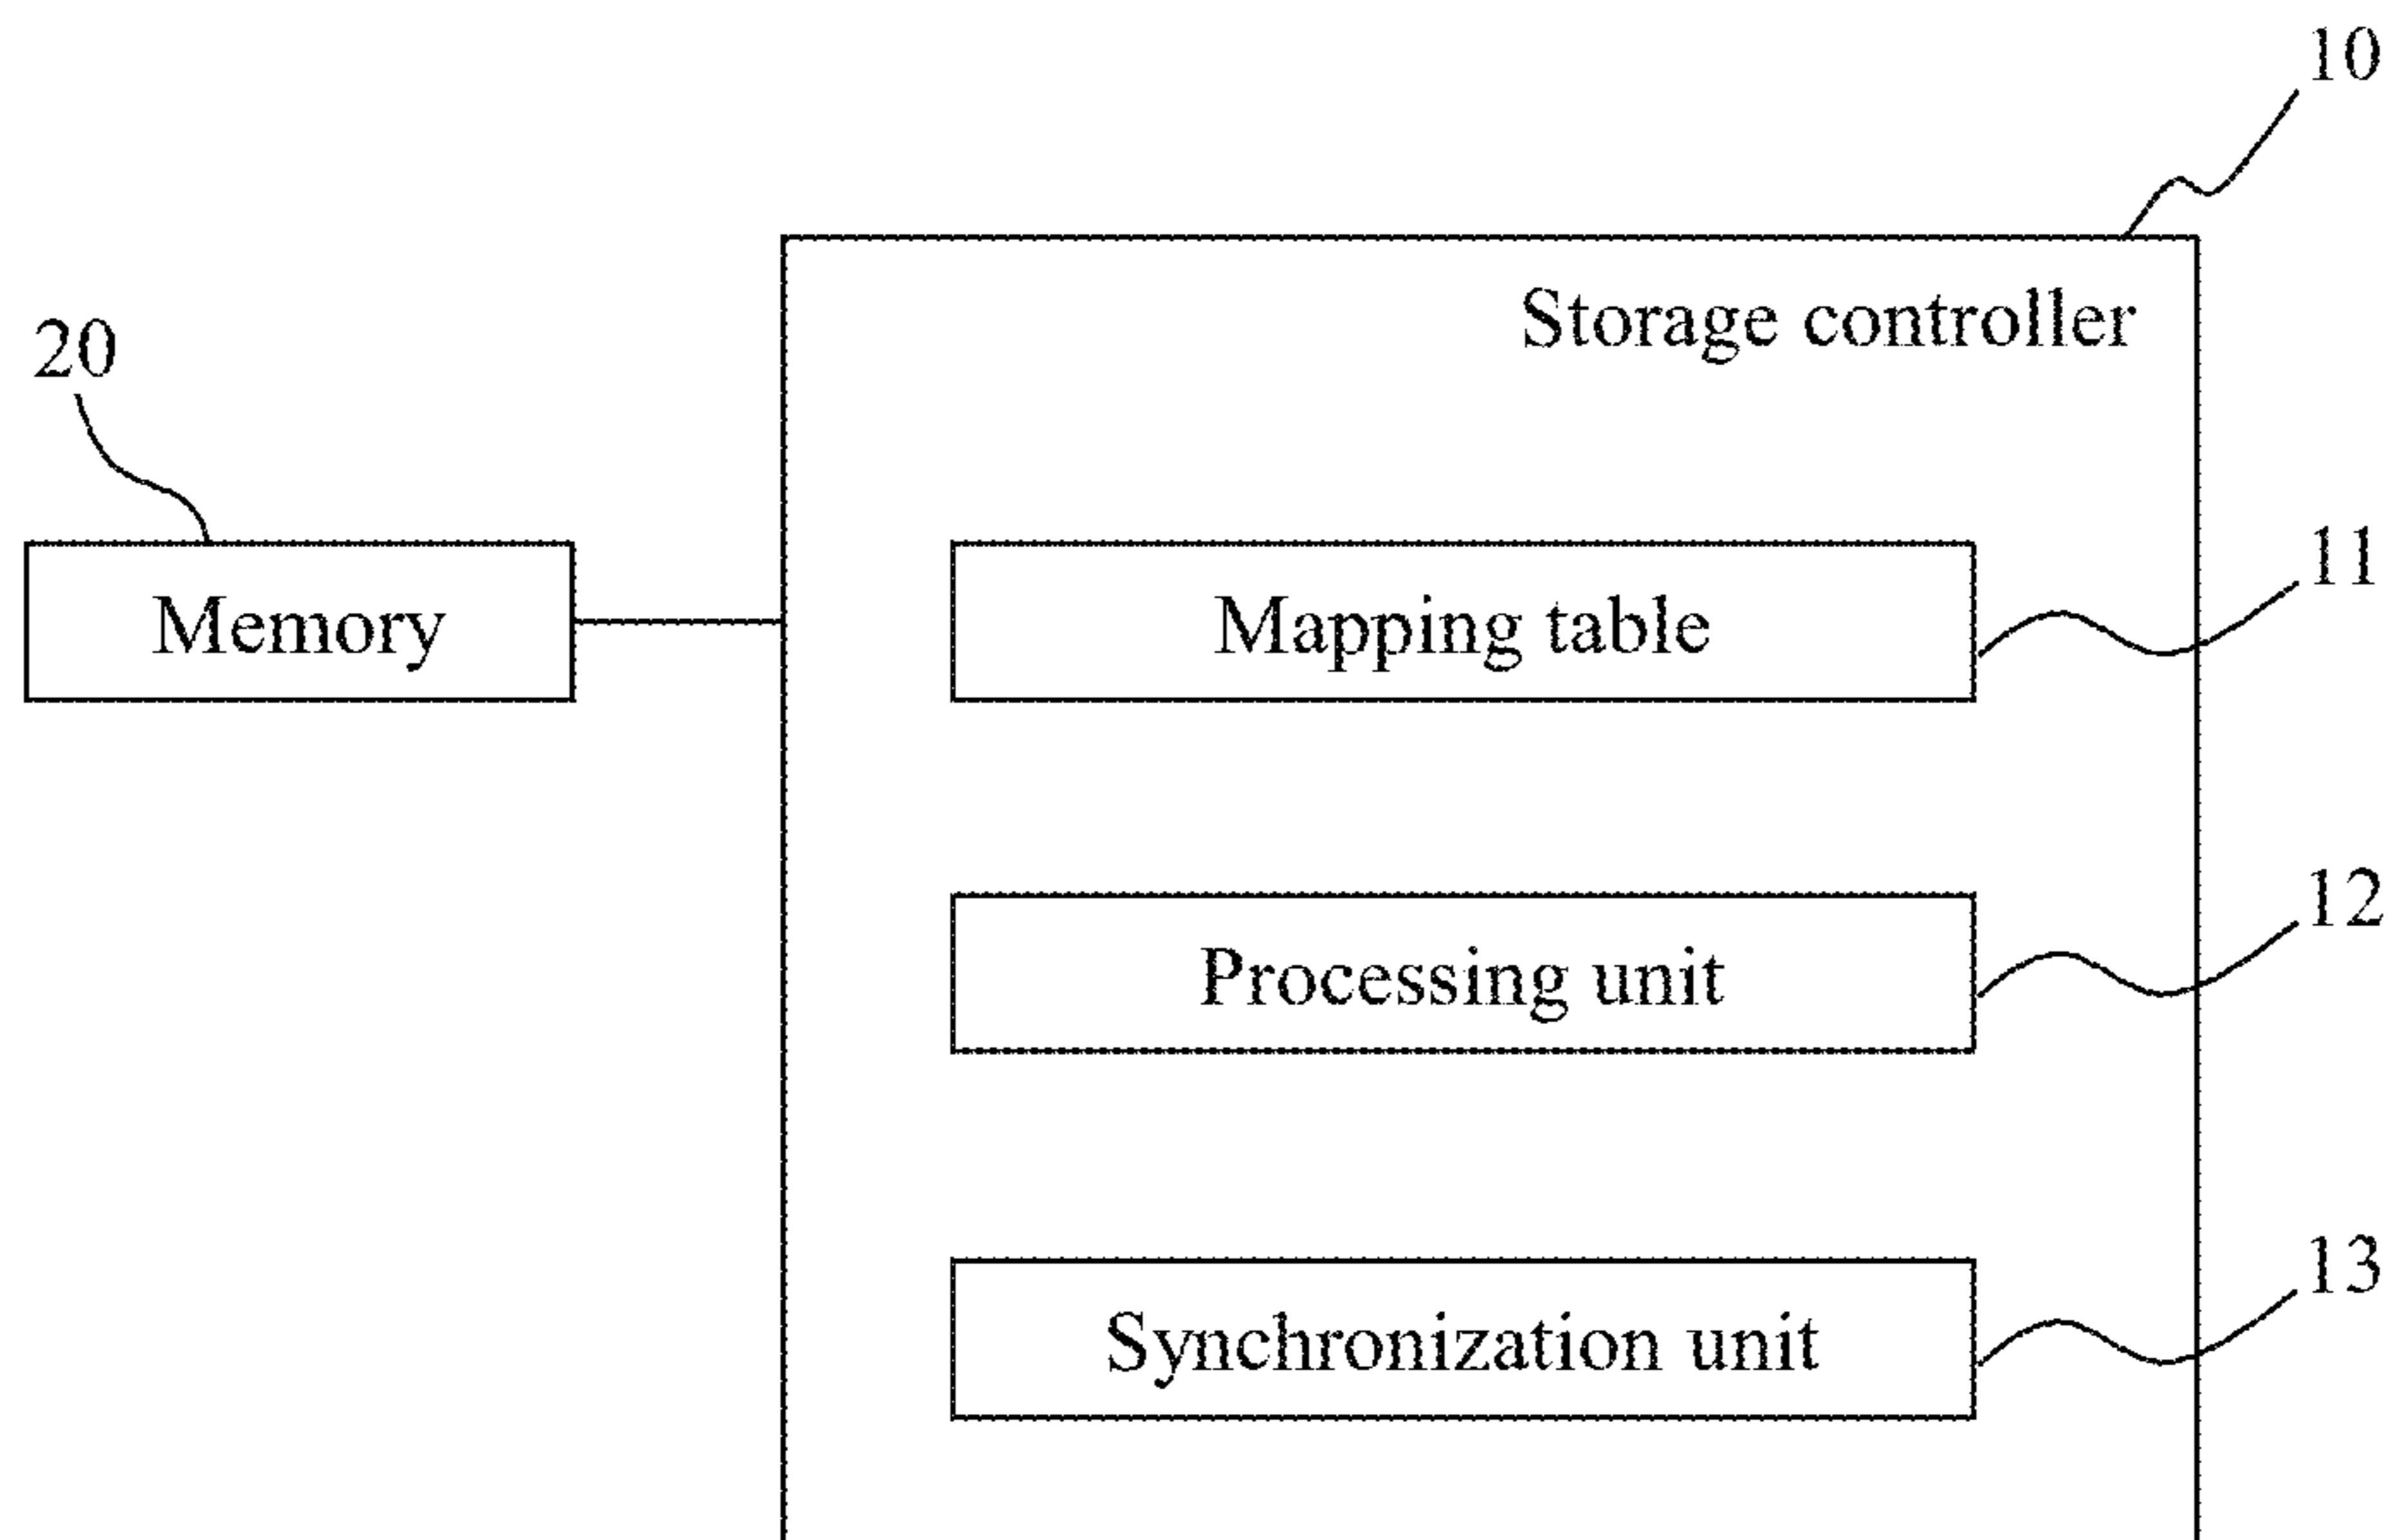 10
Storage controller
20
Memory
Mapping table
11
Processing unit
12
Synchronization unit
13